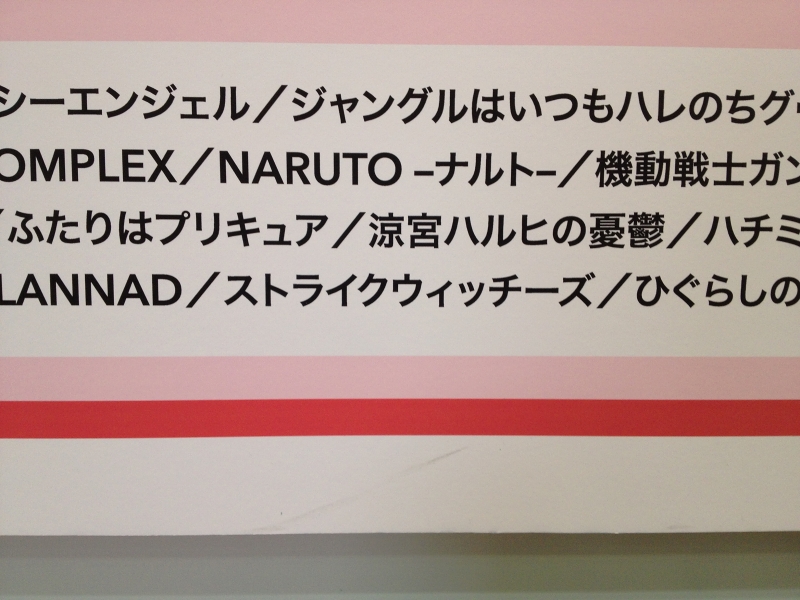 シーエンジェル／ジャングルはいつもハレのちグゥ
OMPLEX／NARUTO –ナルト–／機動戦士ガン
／ふたりはプリキュア／涼宮ハルヒの憂鬱／ハチミ
LANNAD／ストライクウィッチーズ／ひぐらしの